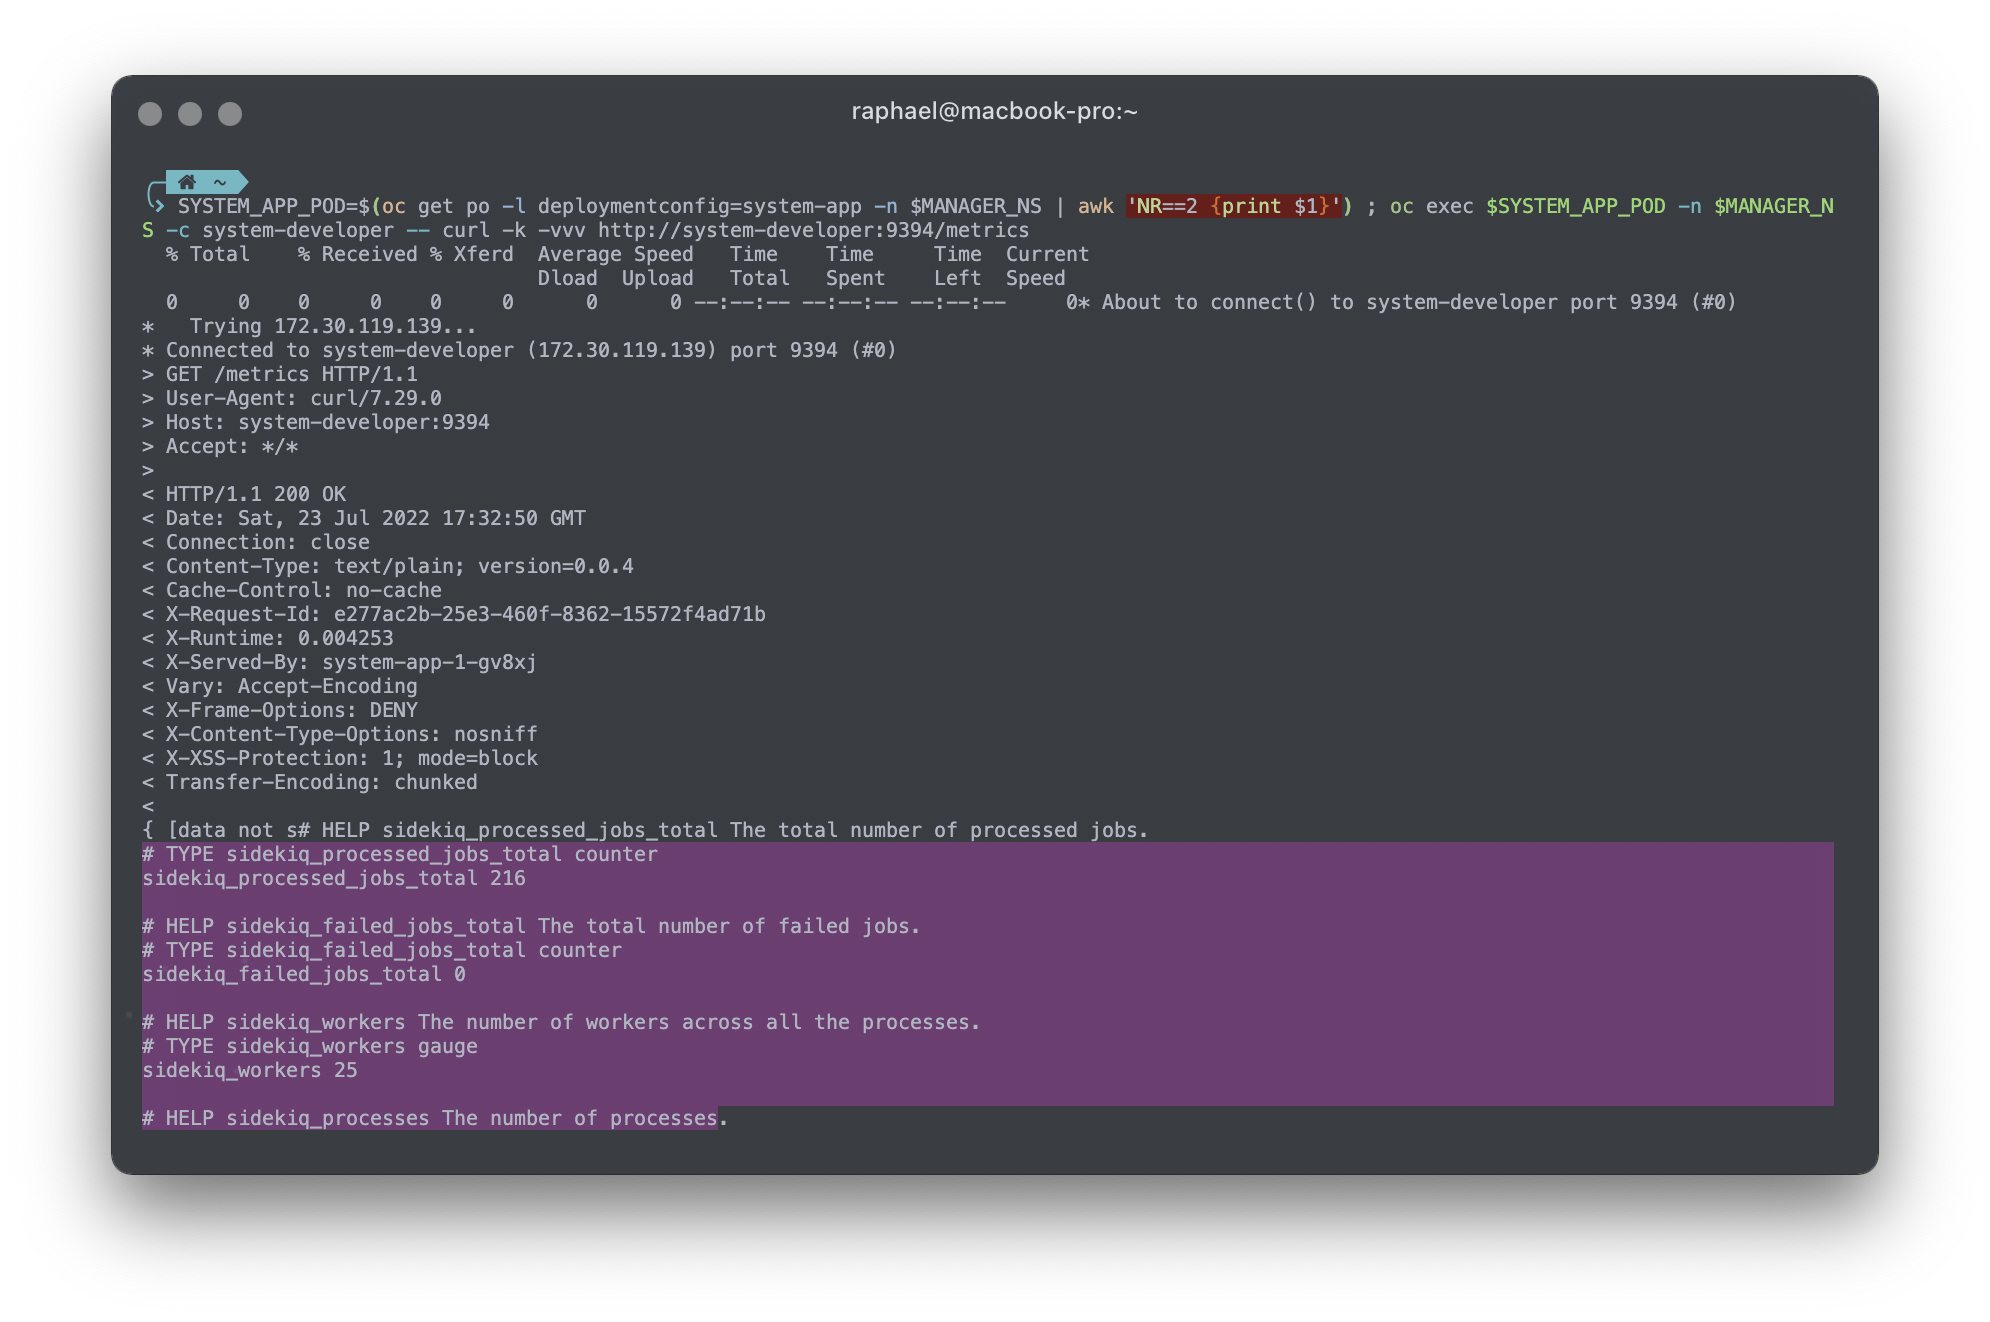 raphael@macbook-pro:~
~
SYSTEM_APP_POD=$(oc get po -l deploymentconfig=system-app -n $MANAGER_NS | awk 'NR==2 {print $1}') ; oc exec $SYSTEM_APP_POD -n $MANAGER_N
S -c system-developer -- curl -k -vvv http://system-developer:9394/metrics
  % Total    % Received % Xferd  Average Speed   Time    Time     Time  Current
                                 Dload  Upload   Total   Spent    Left  Speed
  0     0    0     0    0     0      0      0 --:--:-- --:--:-- --:--:--     0* About to connect() to system-developer port 9394 (#0)
*   Trying 172.30.119.139...
* Connected to system-developer (172.30.119.139) port 9394 (#0)
> GET /metrics HTTP/1.1
> User-Agent: curl/7.29.0
> Host: system-developer:9394
> Accept: */*
>
< HTTP/1.1 200 OK
< Date: Sat, 23 Jul 2022 17:32:50 GMT
< Connection: close
< Content-Type: text/plain; version=0.0.4
< Cache-Control: no-cache
< X-Request-Id: e277ac2b-25e3-460f-8362-15572f4ad71b
< X-Runtime: 0.004253
< X-Served-By: system-app-1-gv8xj
< Vary: Accept-Encoding
< X-Frame-Options: DENY
< X-Content-Type-Options: nosniff
< X-XSS-Protection: 1; mode=block
< Transfer-Encoding: chunked
<
{ [data not s# HELP sidekiq_processed_jobs_total The total number of processed jobs.
# TYPE sidekiq_processed_jobs_total counter
sidekiq_processed_jobs_total 216

# HELP sidekiq_failed_jobs_total The total number of failed jobs.
# TYPE sidekiq_failed_jobs_total counter
sidekiq_failed_jobs_total 0

# HELP sidekiq_workers The number of workers across all the processes.
# TYPE sidekiq_workers gauge
sidekiq_workers 25

# HELP sidekiq_processes The number of processes.